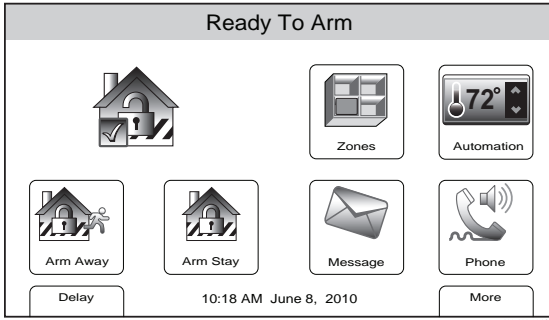 Ready To Arm
72°
Zones
Automation
Arm Away
Arm Stay
Message
Phone
Delay
10:18 AM June 8, 2010
More